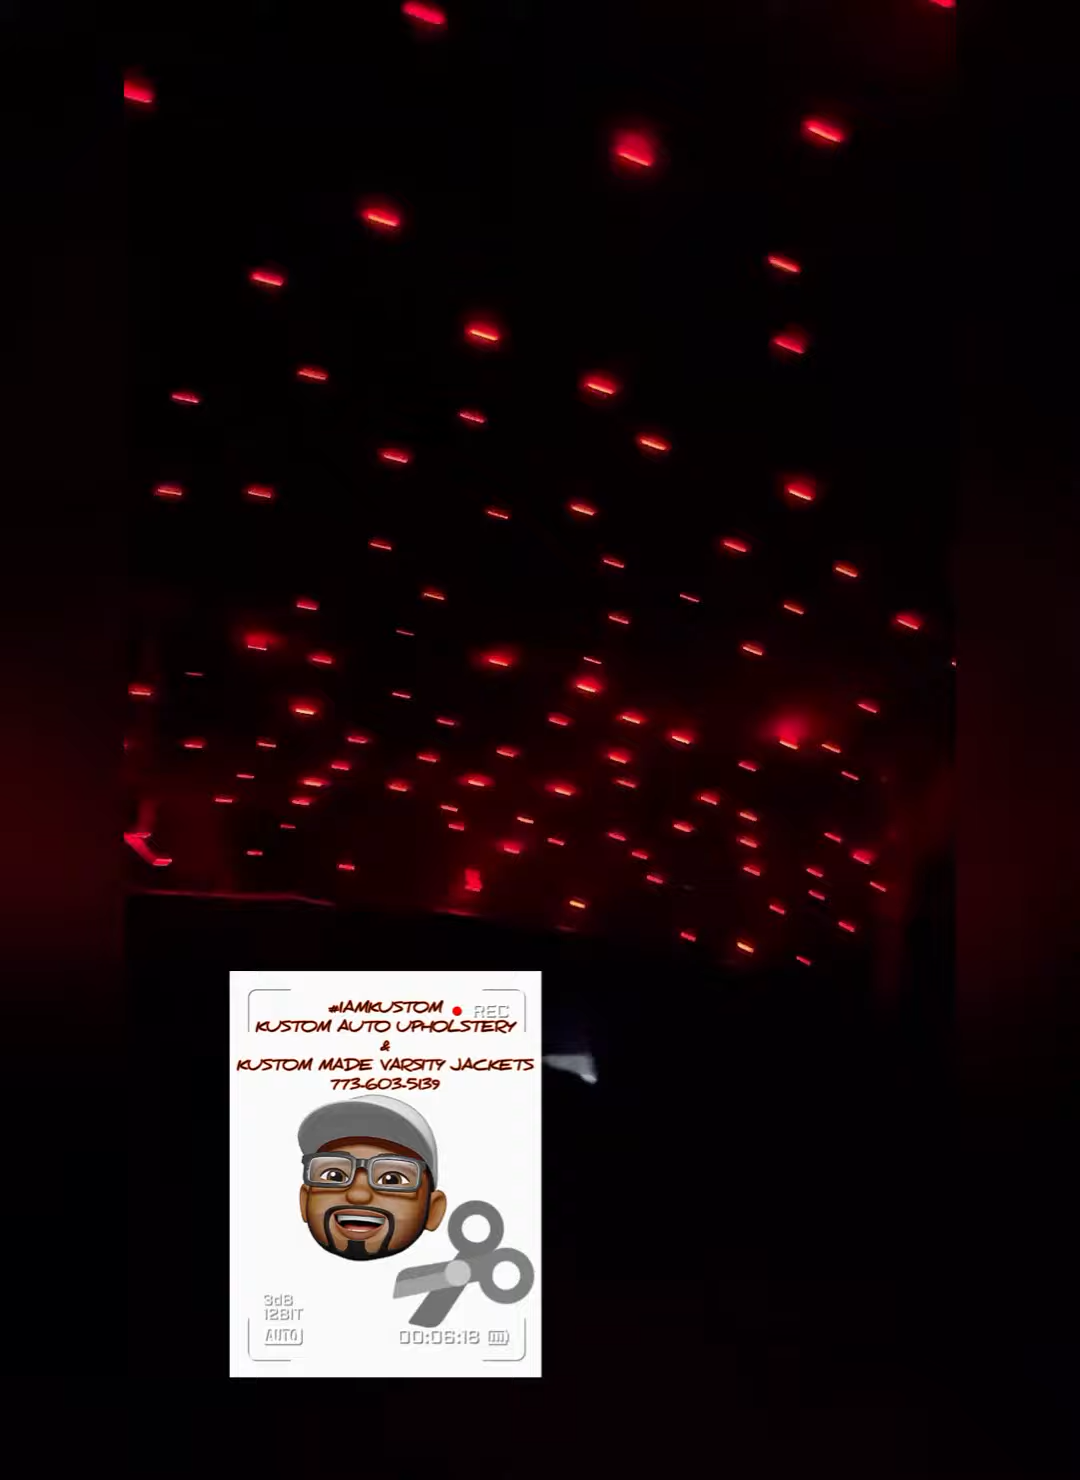 #IAMKUSTOM
REC
KUSTOM AUTO UPHOLSTERY
&
KUSTOM MADE VARSITY JACKETS
773-603-5139
3dB
12BIT
AUTO
00:06:18